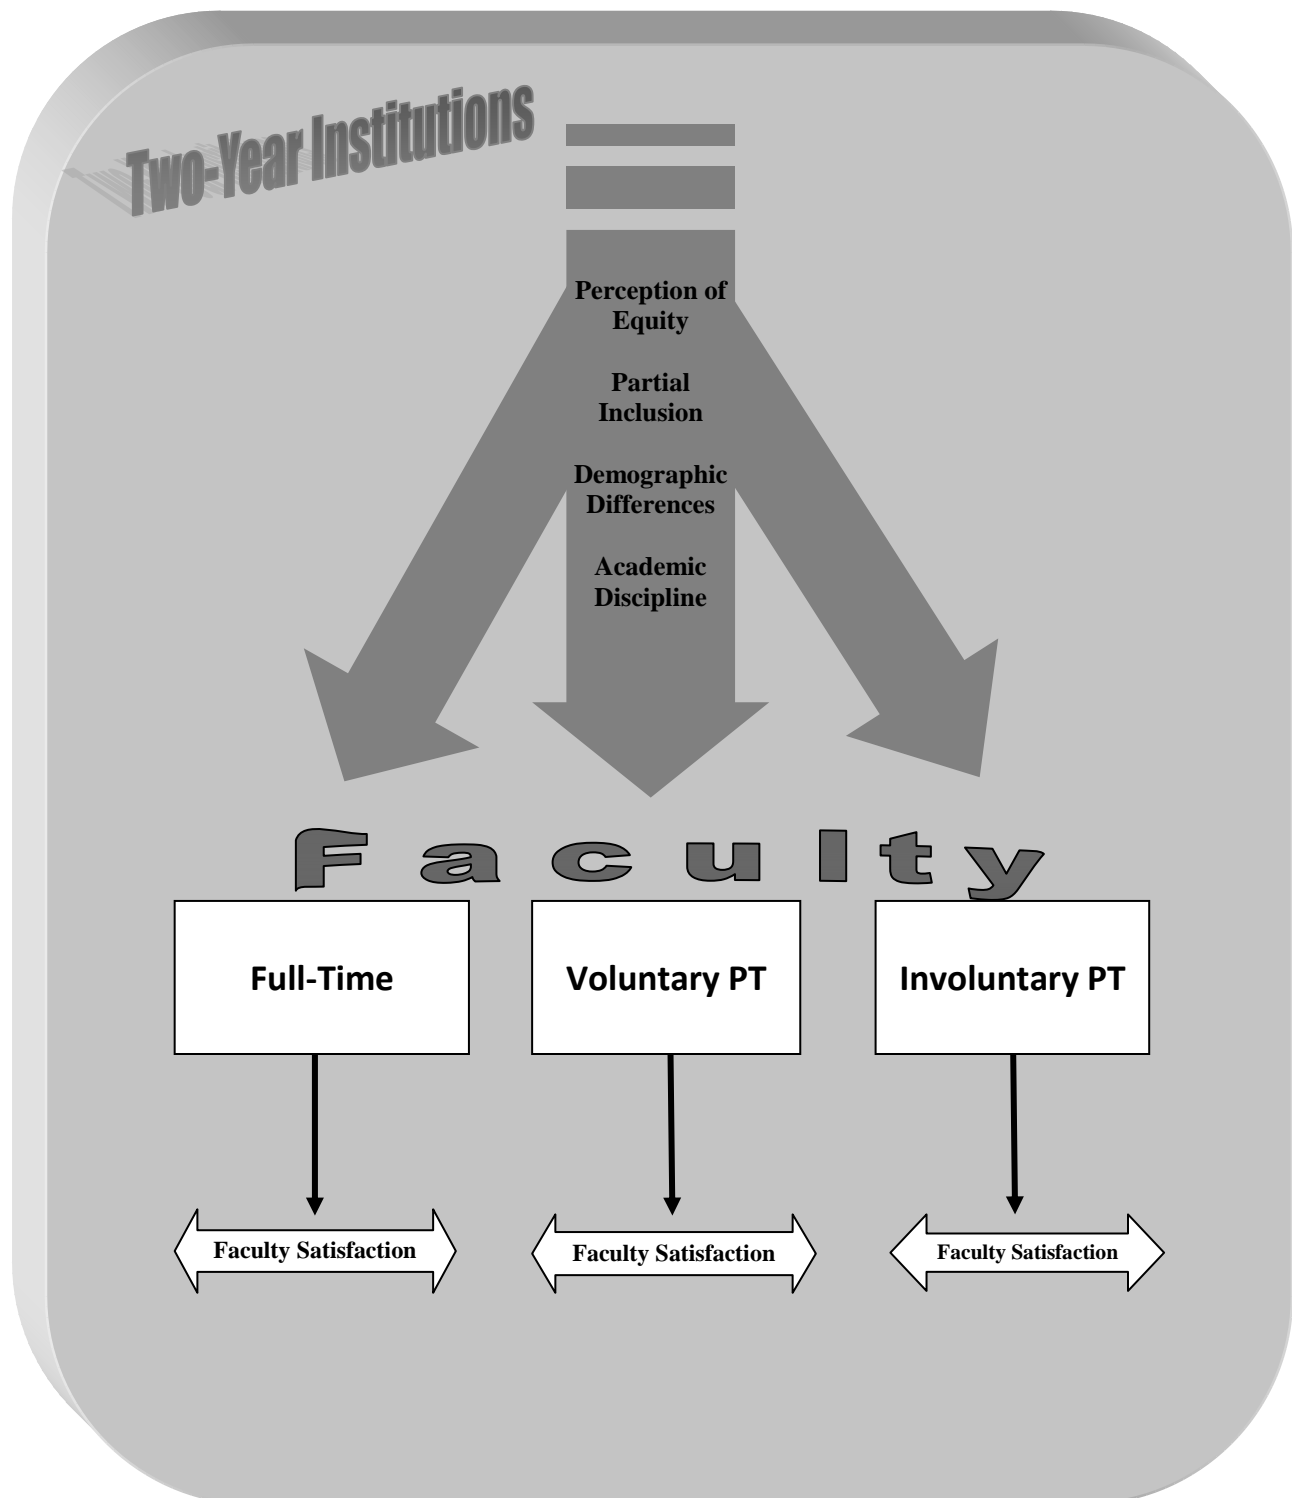 Two-Year Institutions
Perception of
Equity
Partial
Inclusion
Demographic
Differences
Academic
Discipline
Faculty
Full-Time
Voluntary PT
Involuntary PT
Faculty Satisfaction
Faculty Satisfaction
Faculty Satisfaction